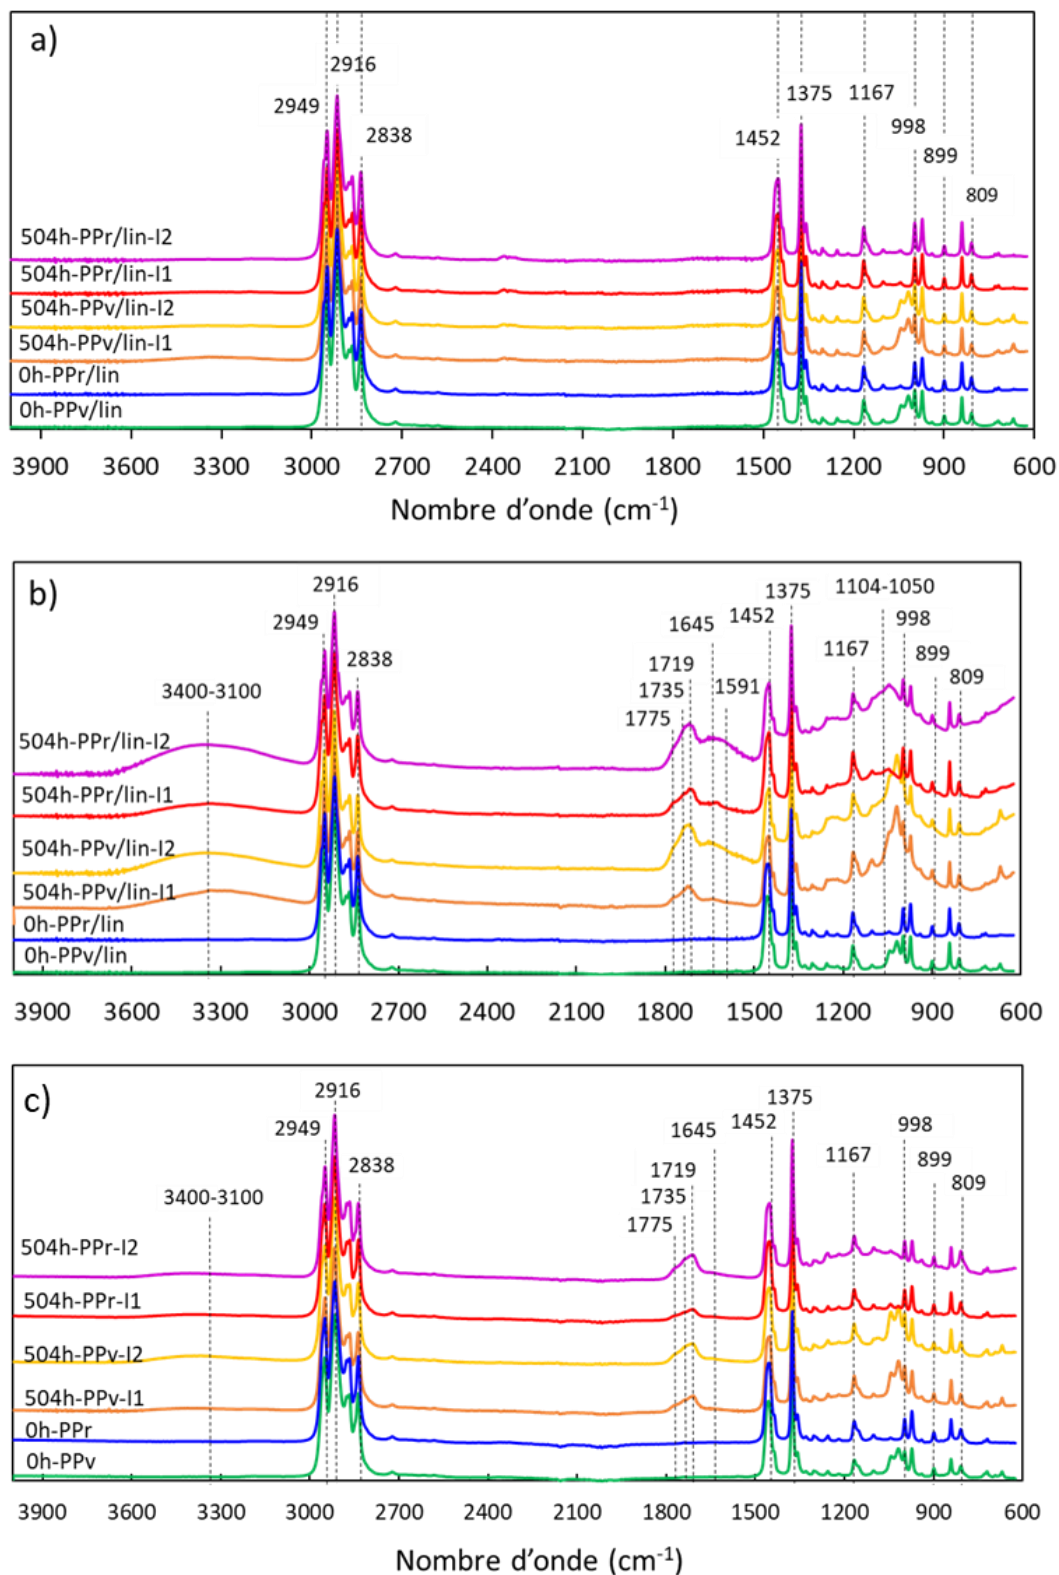 a)
2916
2949
2838
1375
1167
1452
998
899
809
504h-PPr/lin-I2
504h-PPr/lin-I1
504h-PPv/lin-I2
504h-PPv/lin-I1
0h-PPr/lin
0h-PPv/lin
3900 3600 3300 3000 2700 2400 2100 1800 1500 1200 900 600
Nombre d'onde (cm-1)
b)
2916
2949
2838
3400-3100
1375
1104-1050
1645
1452
998
1719
1167
899
1735
1591
809
1775
504h-PPr/lin-I2
504h-PPr/lin-I1
504h-PPv/lin-I2
504h-PPv/lin-I1
0h-PPr/lin
0h-PPv/lin
3900 3600 3300 3000 2700 2400 2100 1800 1500 1200 900 600
c)
2916
2949
2838
3400-3100
1375
1645
1452
998
1719
1167
899
1735
809
1775
504h-PPr-I2
504h-PPr-I1
504h-PPv-I2
504h-PPv-I1
0h-PPr
0h-PPv
3900 3600 3300 3000 2700 2400 2100 1800 1500 1200 900 600
Nombre d'onde (cm-1)